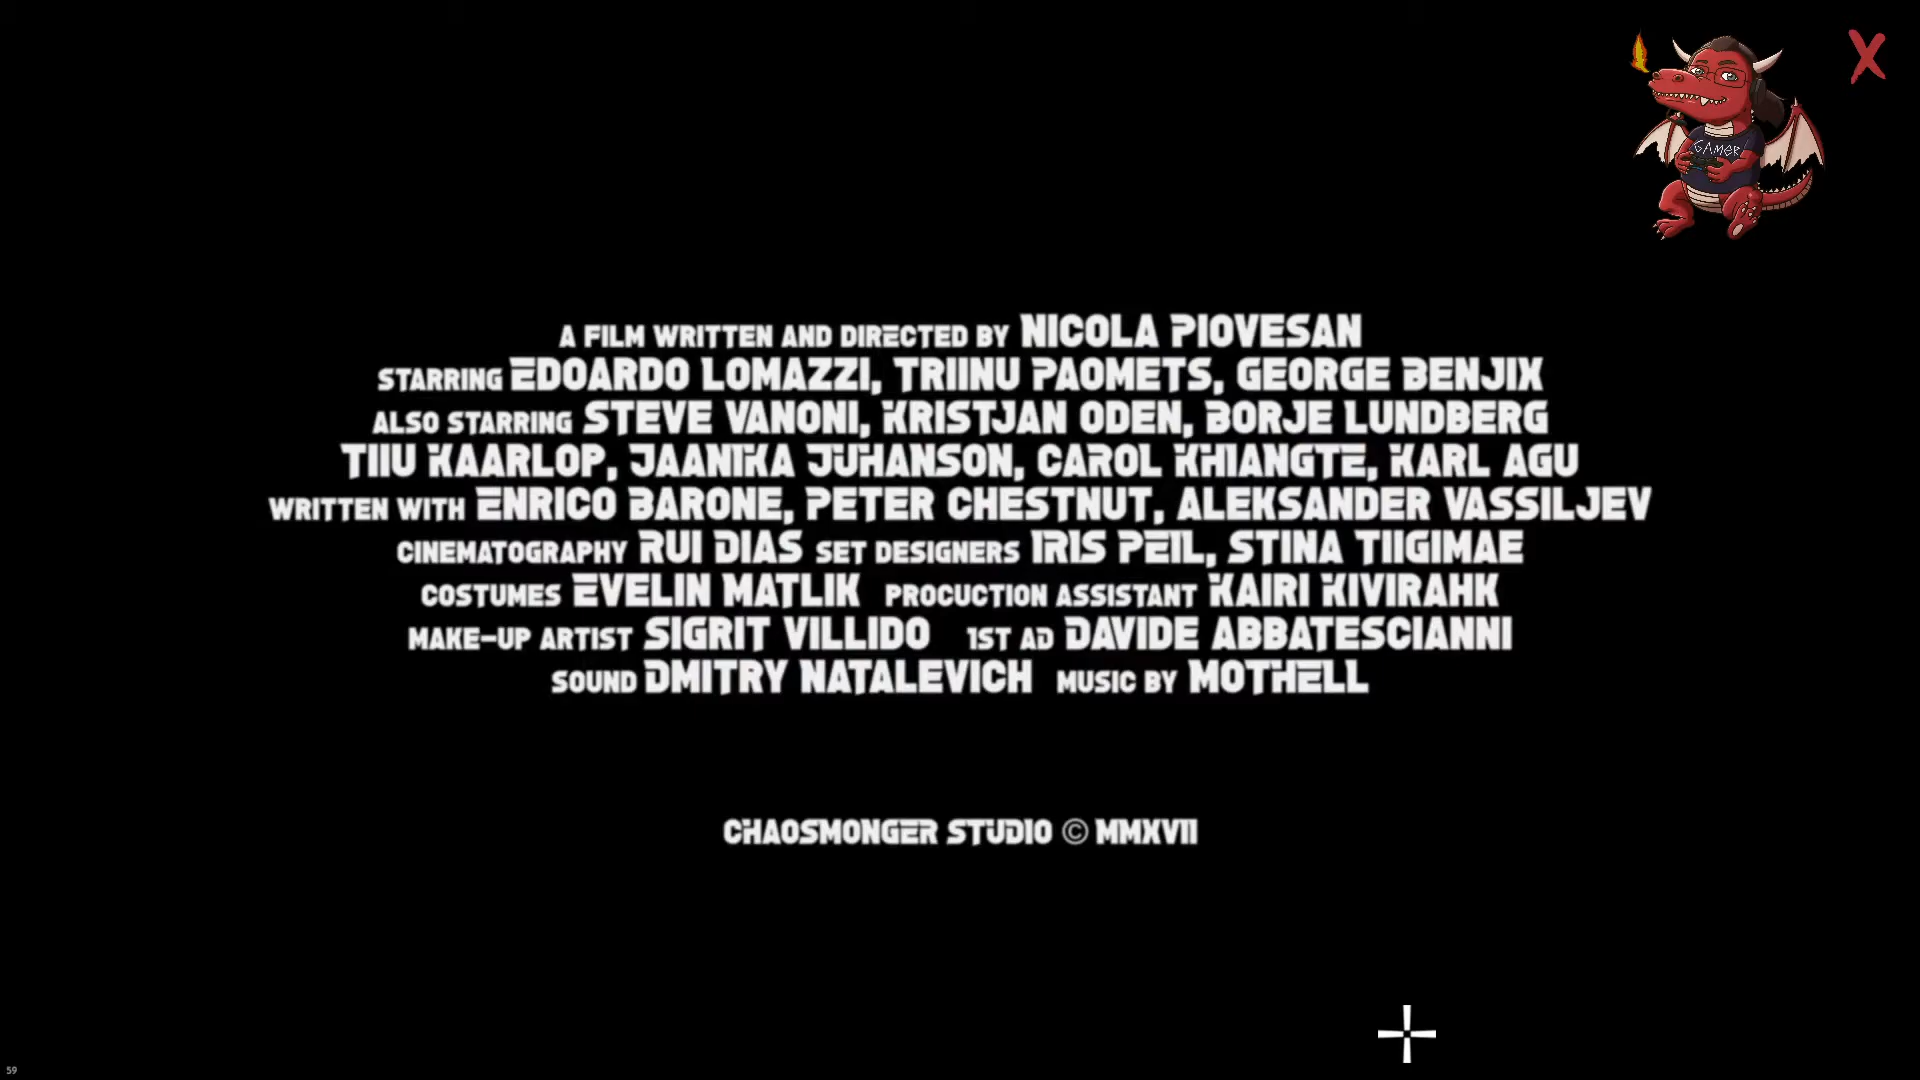 GAMER
A FILM WRITTEN AND DIRECTED BY NICOLA PIOVESAN
STARRING EDOARDO LOMAZZI, TRIINU PAOMETS, GEORGE BENJIX
ALSO STARRING STEVE VANONI, KRISTJAN ODEN, BORJE LUNDBERG
TIIU KAARLOP, JAANIKA JUHANSON, CAROL KHIANGTE, KARL AGU
WRITTEN WITH ENRICO BARONE, PETER CHESTNUT, ALEKSANDER VASSILJEV
CINEMATOGRAPHY RUI DIAS SET DESIGNERS IRIS PEIL, STINA TIIGIMAE
COSTUMES EVELIN MATLIK PROCUCTION ASSISTANT KAIRI KIVIRAHK
MAKE-UP ARTIST SIGRIT VILLIDO 1ST AD DAVIDE ABBATESCIANNI
SOUND DMITRY NATALEVICH MUSIC BY MOTHELL
CHAOSMONGER STUDIO © MMXVII
59